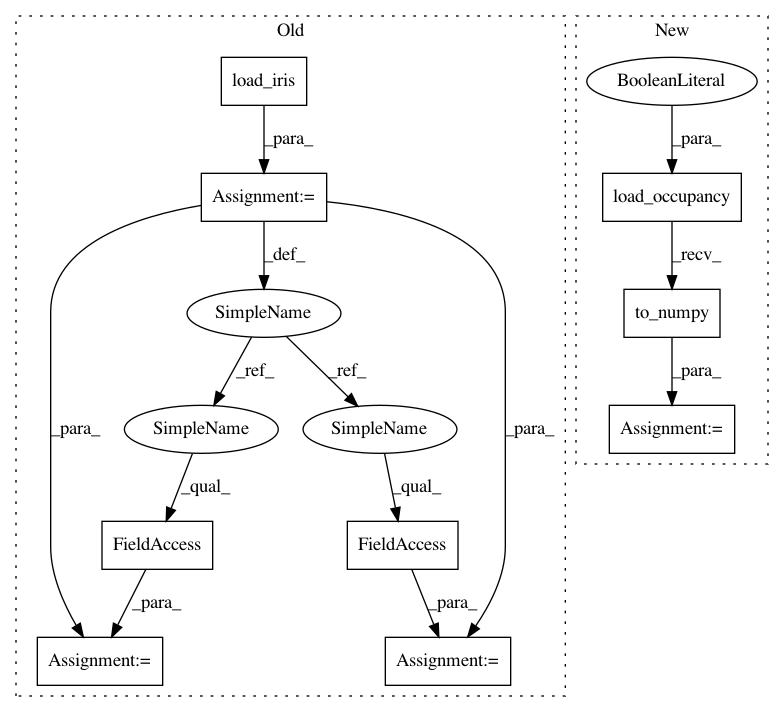 Old
New
load_iris
BooleanLiteral
_para_
_para_
Assignment:=
load_occupancy
_def_
_recv_
SimpleName
to_numpy
_ref_
_ref_
_para_
_para_
SimpleName
SimpleName
_para_
Assignment:=
_qual_
_qual_
FieldAccess
FieldAccess
_para_
_para_
Assignment:=
Assignment:=